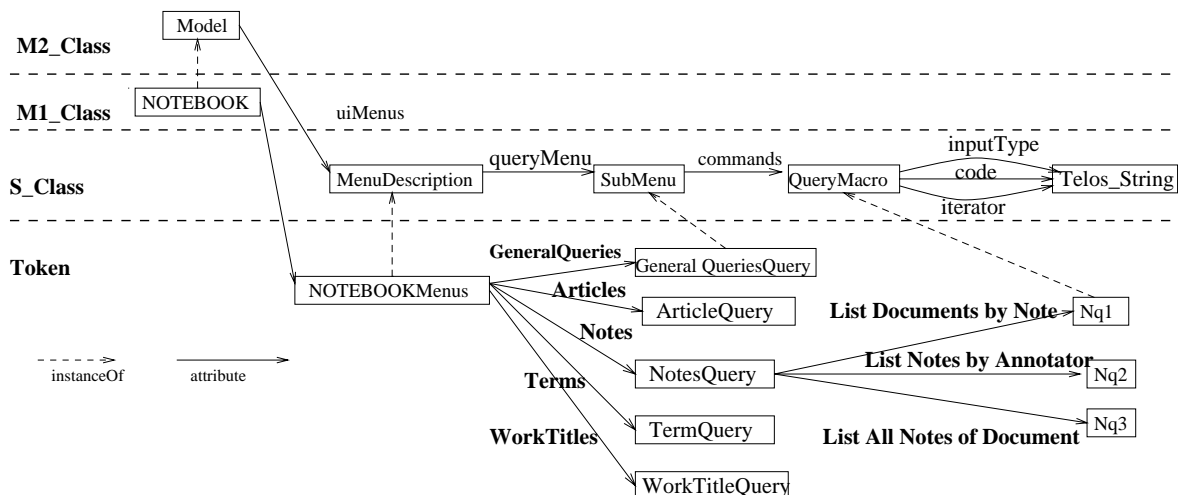 Model
M2_Class
NOTEBOOK
M1_Class
uiMenus
inputType
queryMenu
commands
code
MenuDescription
SubMenu
QueryMacro
Telos_String
S_Class
iterator
GeneralQueries
Token
General QueriesQuery
NOTEBOOKMenus
Articles
ArticleQuery
List Documents by Note
Nq1
Notes
instanceOf
attribute
List Notes by Annotator
NotesQuery
Nq2
Terms
Nq3
TermQuery
WorkTitles
List All Notes of Document
WorkTitleQuery